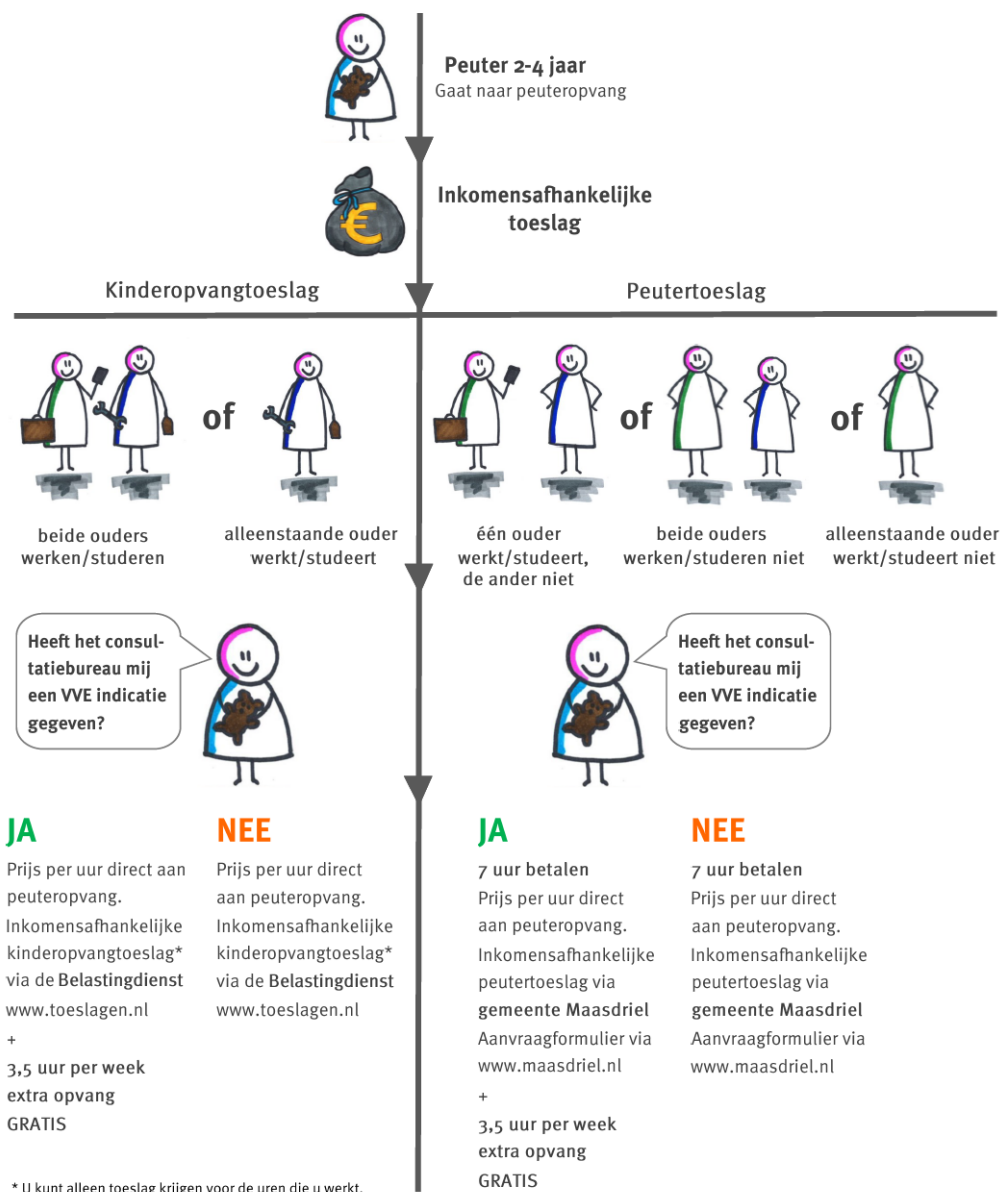 Peuter 2-4 jaar
Gaat naar peuteropvang
€
Inkomensafhankelijke
toeslag
Kinderopvangtoeslag
Peutertoeslag
of
of
of
beide ouders
werken/studeren
alleenstaande ouder
werkt/studeert
één ouder
werkt/studeert,
de ander niet
beide ouders
werken/studeren niet
alleenstaande ouder
werkt/studeert niet
Heeft het consul-
tatiebureau mij
een VVE indicatie
gegeven?
Heeft het consul-
tatiebureau mij
een VVE indicatie
gegeven?
JA
Prijs per uur direct aan
peuteropvang.
Inkomensafhankelijke
kinderopvangtoeslag*
via de Belastingdienst
www.toeslagen.nl
+
3,5 uur per week
extra opvang
GRATIS
NEE
Prijs per uur direct
aan peuteropvang.
Inkomensafhankelijke
kinderopvangtoeslag*
via de Belastingdienst
www.toeslagen.nl
JA
7 uur betalen
Prijs per uur direct
aan peuteropvang.
Inkomensafhankelijke
peutertoeslag via
gemeente Maasdriel
Aanvraagformulier via
www.maasdriel.nl
+
3,5 uur per week
extra opvang
GRATIS
NEE
7 uur betalen
Prijs per uur direct
aan peuteropvang.
Inkomensafhankelijke
peutertoeslag via
gemeente Maasdriel
Aanvraagformulier via
www.maasdriel.nl
* U kunt alleen toeslag krijgen voor de uren die u werkt.